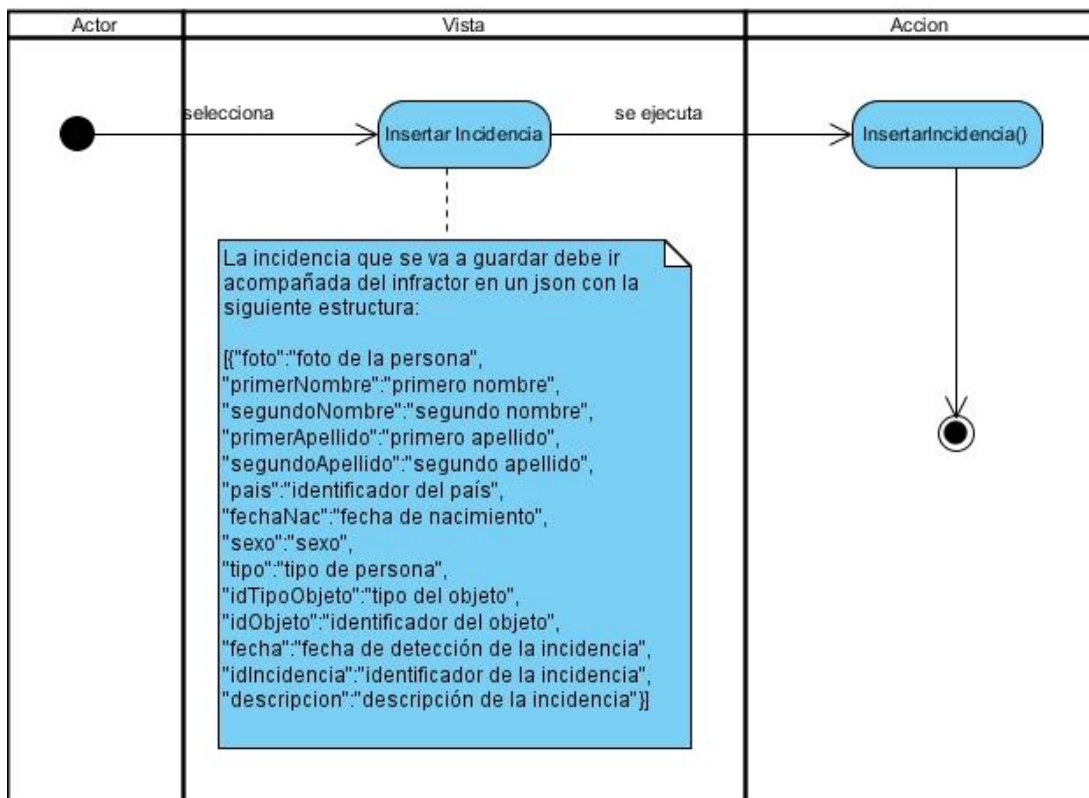 Actor
Vista
Accion
selecciona
Insertar Incidencia
se ejecuta
InsertarIncidencia()
La incidencia que se va a guardar debe ir
acompañada del infractor en un json con la
siguiente estructura:
[{"foto":"foto de la persona",
"primerNombre":"primero nombre",
"segundoNombre":"segundo nombre",
"primerApellido":"primero apellido",
"segundoApellido":"segundo apellido",
"pais":"identificador del país",
"fechaNac":"fecha de nacimiento",
"sexo":"sexo",
"tipo":"tipo de persona",
"idTipoObjeto":"tipo del objeto",
"idObjeto":"identificador del objeto",
"fecha":"fecha de detección de la incidencia",
"idIncidencia":"identificador de la incidencia",
"descripcion":"descripción de la incidencia"}]